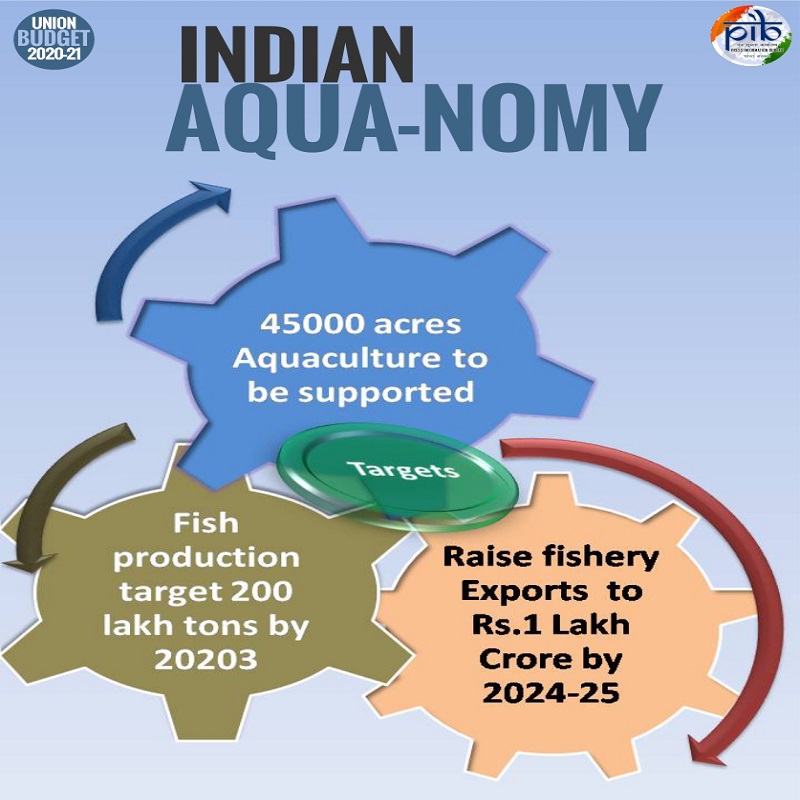 UNION
BUDGET
2020-21
pib
INDIAN
AQUA-NOMY
45000 acres
Aquaculture to
be supported
Targets
Fish
production
target 200
lakh tons by
20203
Raise fishery
Exports to
Rs.1 Lakh
Crore by
2024-25